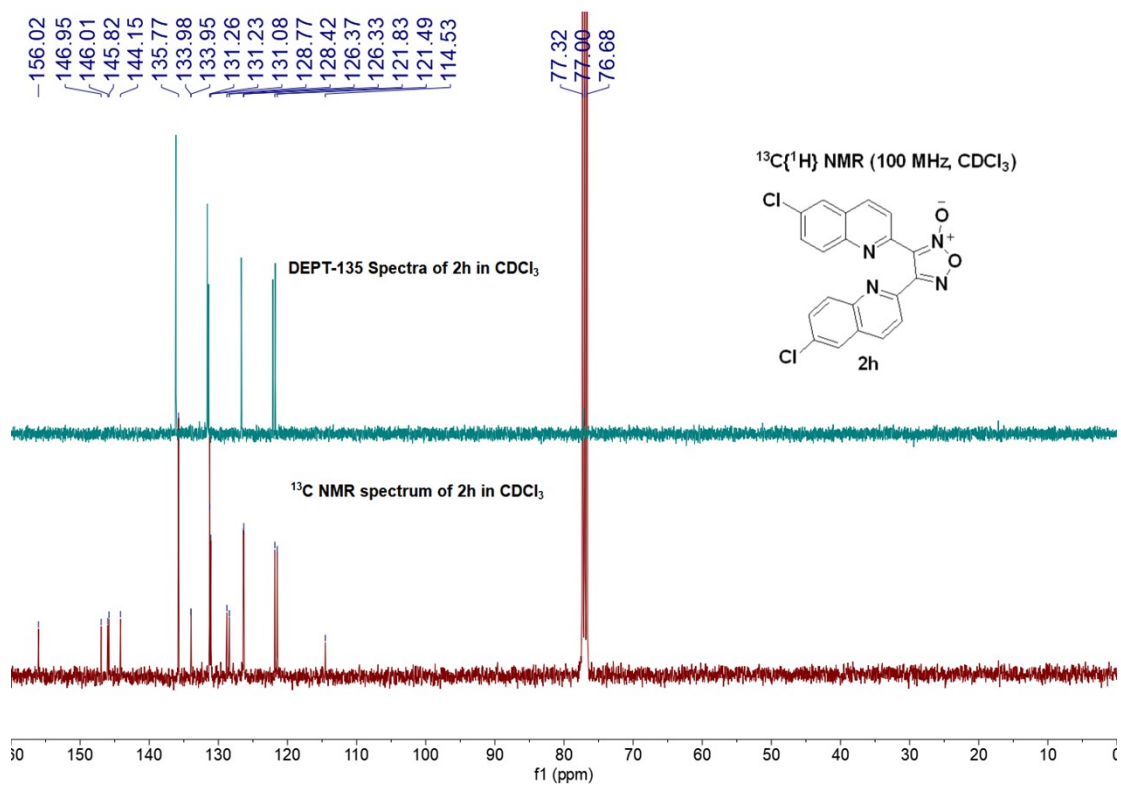 156.02
146.95
146.01
145.82
144.15
135.77
133.98
133.95
131.26
131.23
131.08
128.77
128.42
126.37
126.33
121.83
121.49
114.53
77.32
77.00
76.68
¹³C{¹H} NMR (100 MHz, CDCl₃)
Cl
O⁻
N
N⁺
O
N
N
Cl
2h
DEPT-135 Spectra of 2h in CDCl₃
¹³C NMR spectrum of 2h in CDCl₃
60 150 140 130 120 110 100 90 80 70 60 50 40 30 20 10 0
f1 (ppm)